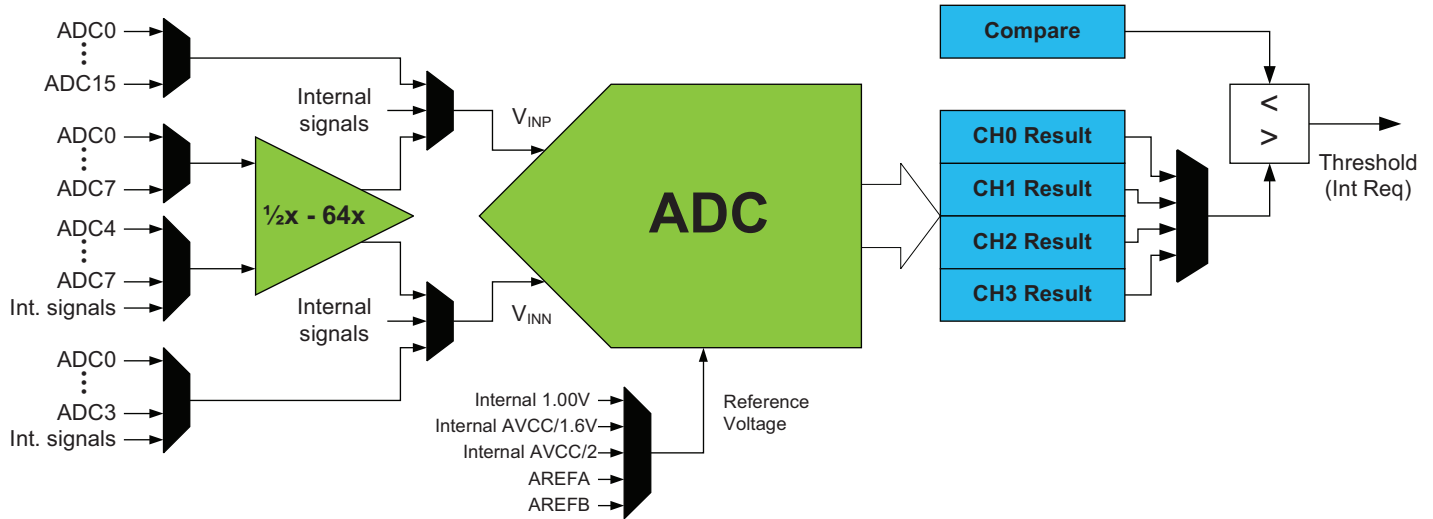 ADC0
ADC15
ADC0
ADC7
ADC4
ADC7
Int. signals
ADC0
ADC3
Int. signals
½x - 64x
Internal
signals
Internal
signals
VINP
VINN
ADC
Internal 1.00V
Internal AVCC/1.6V
Internal AVCC/2
AREFA
AREFB
Reference
Voltage
Compare
CH0 Result
CH1 Result
CH2 Result
CH3 Result
<
>
Threshold
(Int Req)